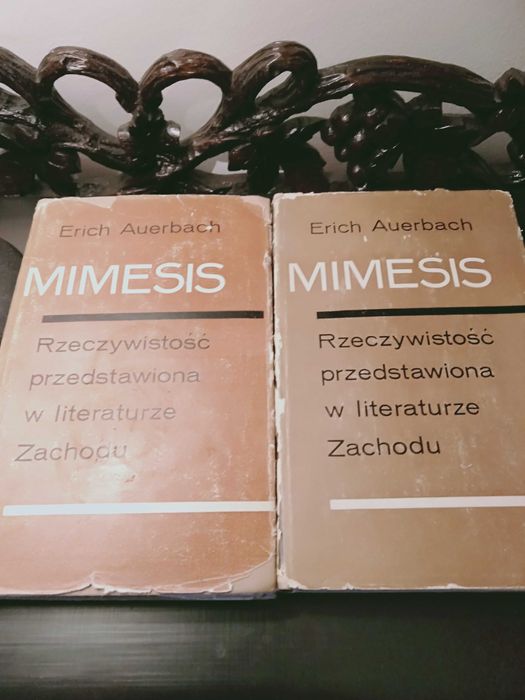 Erich Auerbach
MIMESIS
Rzeczywistość
przedstawiona
w literaturze
Zachodu
Erich Auerbach
MIMESIS
Rzeczywistość
przedstawiona
w literaturze
Zachodu